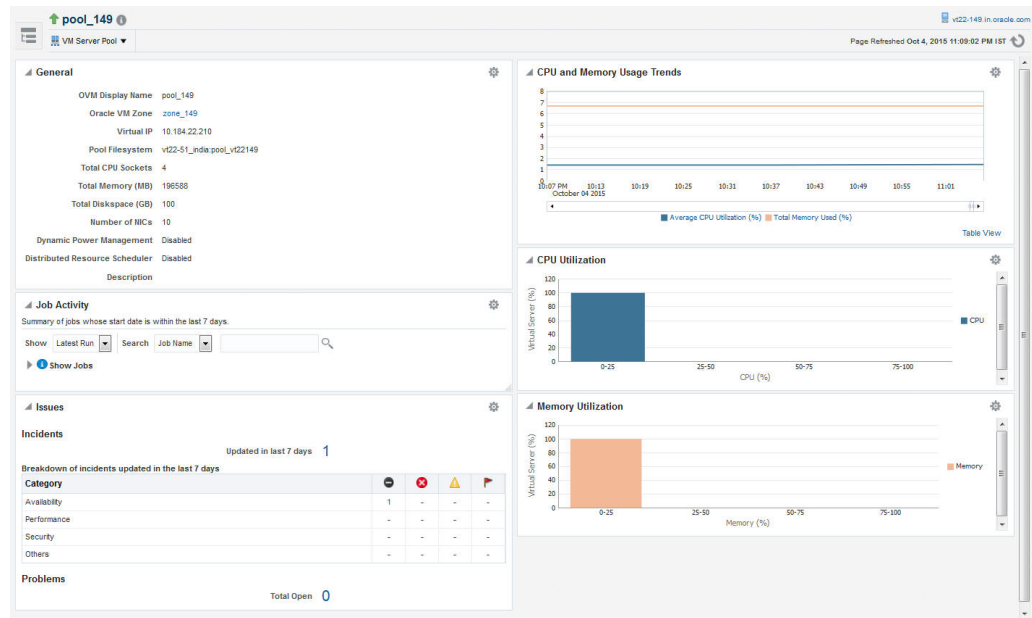 pool_149
vt22-149.in.oracle.com
VM Server Pool
Page Refreshed Oct 4, 2015 11:09:02 PM IST
General
OVM Display Name pool_149
Oracle VM Zone zone_149
Virtual IP 10.184.22.210
Pool Filesystem vt22-51_india:pool_vt22149
Total CPU Sockets 4
Total Memory (MB) 196588
Total Diskspace (GB) 100
Number of NICs 10
Dynamic Power Management Disabled
Distributed Resource Scheduler Disabled
Description
Job Activity
Summary of jobs whose start date is within the last 7 days.
Show Latest Run Search Job Name
Show Jobs
Issues
Incidents
Updated in last 7 days 1
Breakdown of incidents updated in the last 7 days
Category
Availability 1 - - -
Performance - - - -
Security - - - -
Others - - - -
Problems
Total Open 0
CPU and Memory Usage Trends
8
7
6
5
4
3
2
1
0
10:07 PM 10:13 10:19 10:25 10:31 10:37 10:43 10:49 10:55 11:01
October 04 2015
Average CPU Utilization (%) Total Memory Used (%)
Table View
CPU Utilization
Virtual Server (%)
120
100
80
60
40
20
0
0-25 25-50 50-75 75-100
CPU (%)
CPU
Memory Utilization
Virtual Server (%)
120
100
80
60
40
20
0
0-25 25-50 50-75 75-100
Memory (%)
Memory